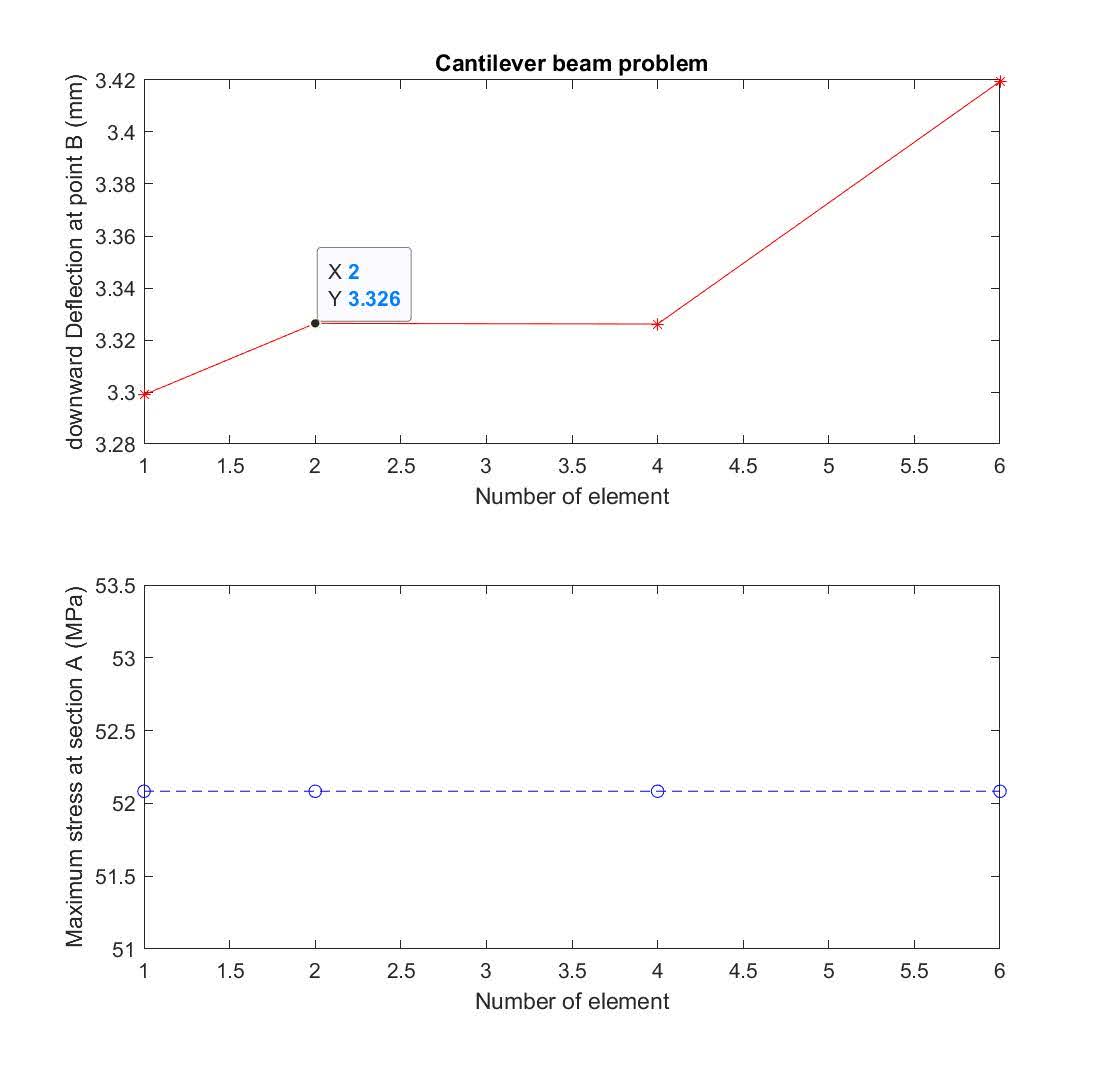 Cantilever beam problem
downward Deflection at point B (mm)
3.42
3.4
3.38
3.36
3.34
3.32
3.3
3.28
X 2
Y 3.326
1 1.5 2 2.5 3 3.5 4 4.5 5 5.5 6
Number of element
Maximum stress at section A (MPa)
53.5
53
52.5
52
51.5
51
1 1.5 2 2.5 3 3.5 4 4.5 5 5.5 6
Number of element